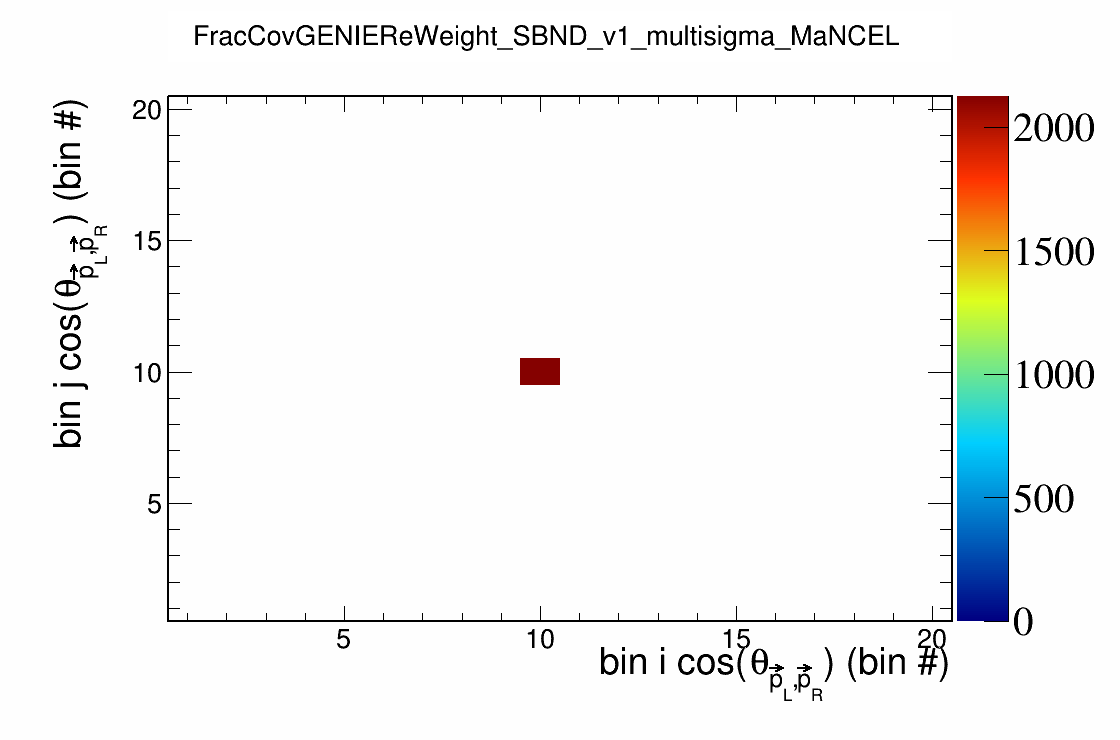 FracCovGENIEReWeight_SBND_v1_multisigma_MaNCEL
bin j cos(θp⃗L,p⃗R) (bin #)
20
15
10
5
5 10 15 20
bin i cos(θp⃗L,p⃗R) (bin #)
2000
1500
1000
500
0